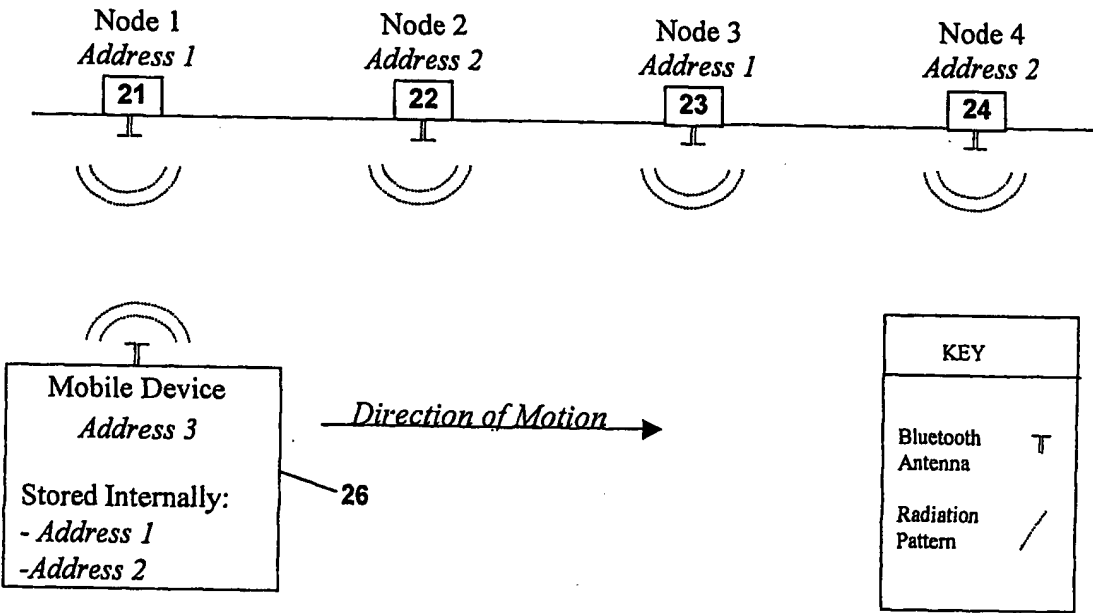 Node 1
Address 1
21
Node 2
Address 2
22
Node 3
Address 1
23
Node 4
Address 2
24
Mobile Device
Address 3
Stored Internally:
- Address 1
-Address 2
Direction of Motion
26
KEY
Bluetooth
Antenna
Radiation
Pattern